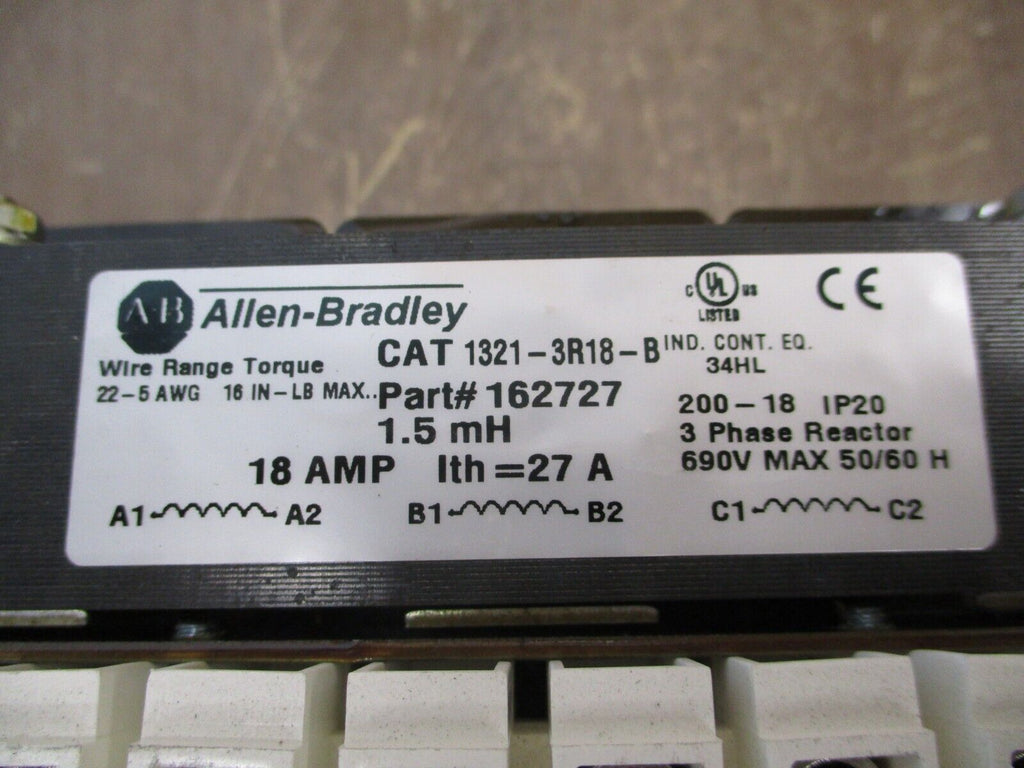 A-B Allen-Bradley
C UL US
LISTED
CE
Wire Range Torque
22-5 AWG 16 IN-LB MAX..
CAT 1321-3R18-B
Part# 162727
1.5 mH
18 AMP Ith=27 A
IND. CONT. EQ.
34HL
200-18 IP20
3 Phase Reactor
690V MAX 50/60 H
A1 A2 B1 B2 C1 C2